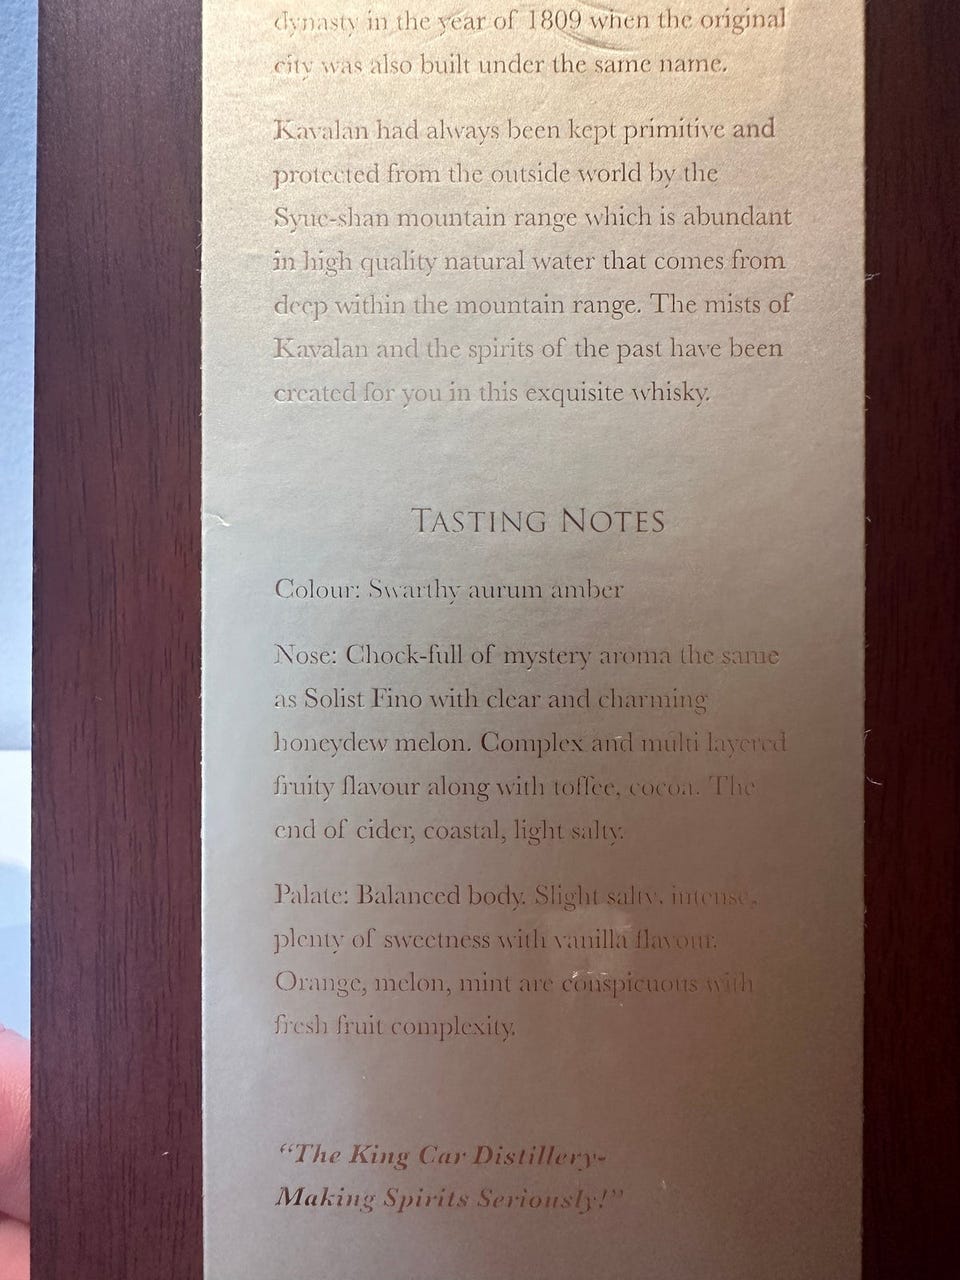 dynasty in the year of 1809 when the original
city was also built under the same name.
Kavalan had always been kept primitive and
protected from the outside world by the
Syue-shan mountain range which is abundant
in high quality natural water that comes from
deep within the mountain range. The mists of
Kavalan and the spirits of the past have been
created for you in this exquisite whisky.
TASTING NOTES
Colour: Swarthy aurum amber
Nose: Chock-full of mystery aroma the same
as Solist Fino with clear and charming
honeydew melon. Complex and multi layered
fruity flavour along with toffee, cocoa. The
end of cider, coastal, light salty.
Palate: Balanced body. Slight salty, intense,
plenty of sweetness with vanilla flavour.
Orange, melon, mint are conspicuous with
fresh fruit complexity.
“The King Car Distillery-
Making Spirits Seriously!”